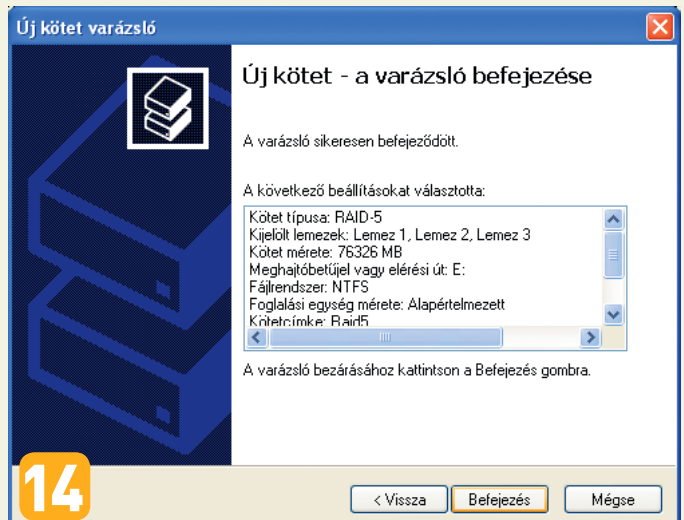 Új kötet varázsló
Új kötet - a varázsló befejezése
A varázsló sikeresen befejeződött.
A következő beállításokat választotta:
Kötet típusa: RAID-5
Kijelölt lemezek: Lemez 1, Lemez 2, Lemez 3
Kötet mérete: 76326 MB
Meghajtóbetűjel vagy elérési út: E:
Fájlrendszer: NTFS
Foglalási egység mérete: Alapértelmezett
Kötetcímke: Raid5
A varázsló bezárásához kattintson a Befejezés gombra.
14
< Vissza Befejezés Mégse